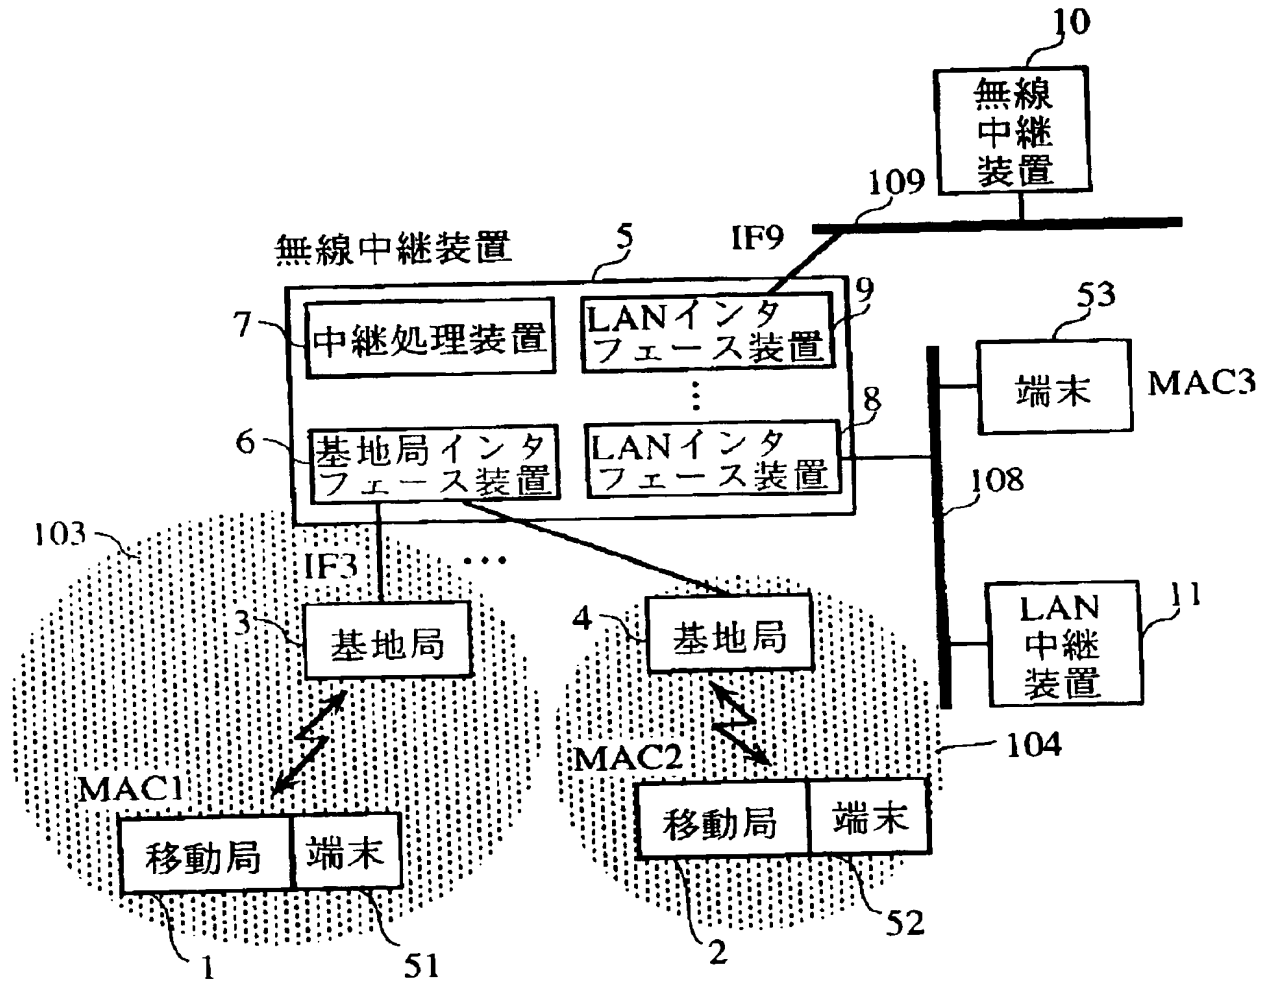 10
無線
中継
装置
109
IF9
無線中継装置
5
7
中継処理装置
LANインタ
フェース装置
9
53
端末
MAC3
6
基地局インタ
フェース装置
LANインタ
フェース装置
8
108
103
IF3
3
基地局
4
基地局
LAN
中継
装置
11
104
MAC1
移動局
端末
1
51
MAC2
移動局
端末
2
52